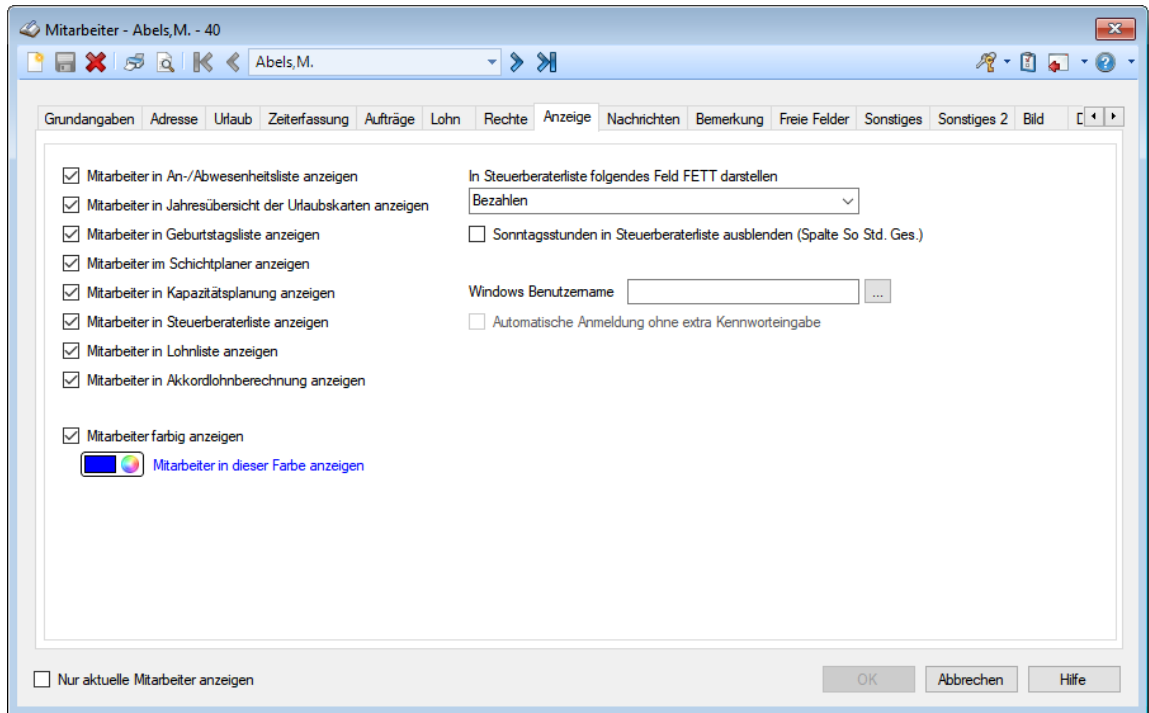 Mitarbeiter - Abels,M. - 40
Abels,M.
Grundangaben Adresse Urlaub Zeiterfassung Aufträge Lohn Rechte Anzeige Nachrichten Bemerkung Freie Felder Sonstiges Sonstiges 2 Bild
Mitarbeiter in An-/Abwesenheitsliste anzeigen
Mitarbeiter in Jahresübersicht der Urlaubskarten anzeigen
Mitarbeiter in Geburtstagsliste anzeigen
Mitarbeiter im Schichtplaner anzeigen
Mitarbeiter in Kapazitätsplanung anzeigen
Mitarbeiter in Steuerberaterliste anzeigen
Mitarbeiter in Lohnliste anzeigen
Mitarbeiter in Akkordlohnberechnung anzeigen
Mitarbeiter farbig anzeigen
Mitarbeiter in dieser Farbe anzeigen
In Steuerberaterliste folgendes Feld FETT darstellen
Bezahlen
Sonntagsstunden in Steuerberaterliste ausblenden (Spalte So Std. Ges.)
Windows Benutzername
...
Automatische Anmeldung ohne extra Kennworteingabe
Nur aktuelle Mitarbeiter anzeigen
OK Abbrechen Hilfe